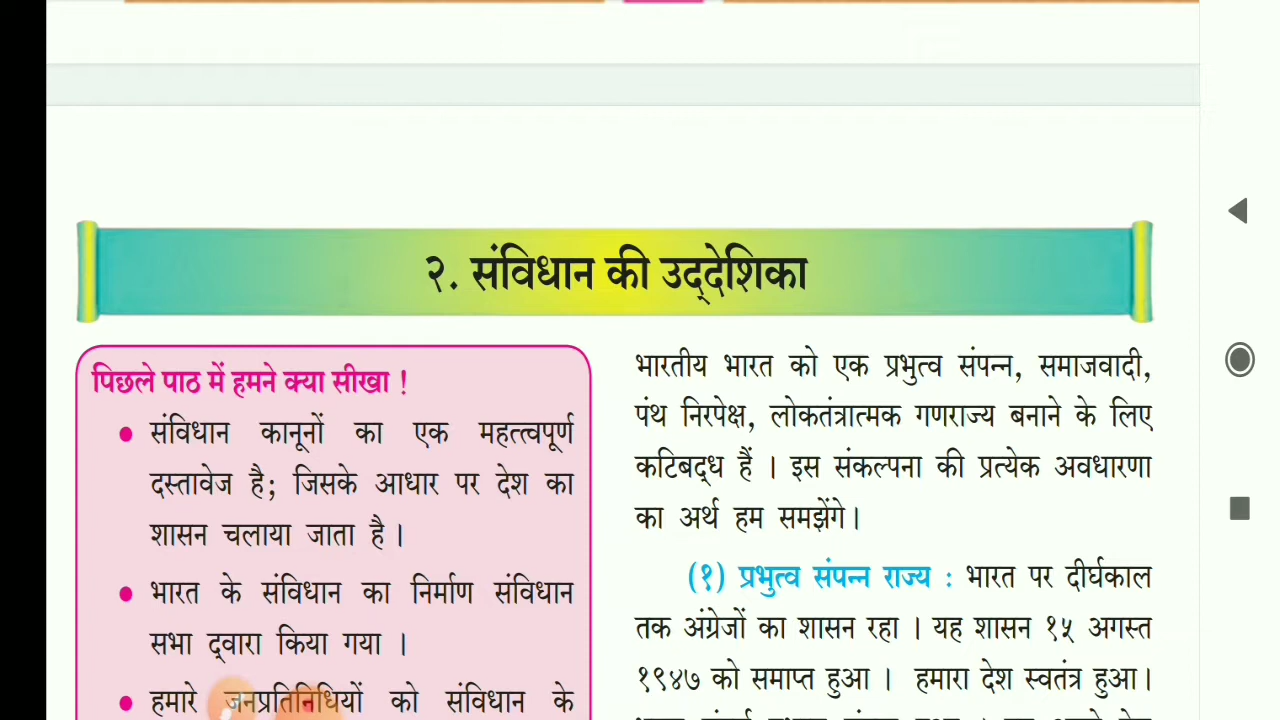 २. संविधान की उद्‌देशिका
पिछले पाठ में हमने क्या सीखा !
● संविधान कानूनों का एक महत्त्वपूर्ण
दस्तावेज है; जिसके आधार पर देश का
शासन चलाया जाता है ।
● भारत के संविधान का निर्माण संविधान
सभा द्‌वारा किया गया ।
● हमारे जनप्रतिनिधियों को संविधान के
भारतीय भारत को एक प्रभुत्व संपन्न, समाजवादी,
पंथ निरपेक्ष, लोकतंत्रात्मक गणराज्य बनाने के लिए
कटिबद्‌ध हैं । इस संकल्पना की प्रत्येक अवधारणा
का अर्थ हम समझेंगे।
(१) प्रभुत्व संपन्न राज्य : भारत पर दीर्घकाल
तक अंग्रेजों का शासन रहा । यह शासन १५ अगस्त
१९४७ को समाप्त हुआ । हमारा देश स्वतंत्र हुआ।